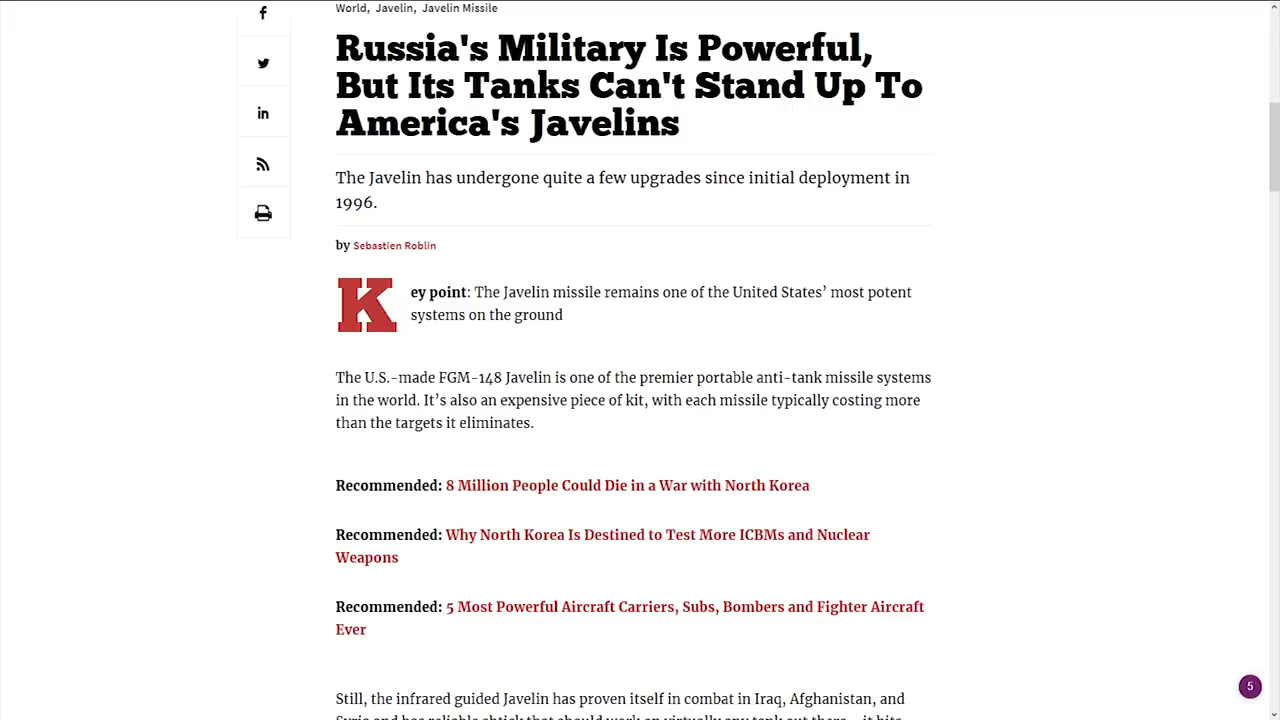 World, Javelin, Javelin Missile
Russia's Military Is Powerful,
But Its Tanks Can't Stand Up To
America's Javelins
The Javelin has undergone quite a few upgrades since initial deployment in
1996.
by Sebastien Roblin
Key point: The Javelin missile remains one of the United States’ most potent
systems on the ground
The U.S.-made FGM-148 Javelin is one of the premier portable anti-tank missile systems
in the world. It’s also an expensive piece of kit, with each missile typically costing more
than the targets it eliminates.
Recommended: 8 Million People Could Die in a War with North Korea
Recommended: Why North Korea Is Destined to Test More ICBMs and Nuclear
Weapons
Recommended: 5 Most Powerful Aircraft Carriers, Subs, Bombers and Fighter Aircraft
Ever
5
Still, the infrared guided Javelin has proven itself in combat in Iraq, Afghanistan, and